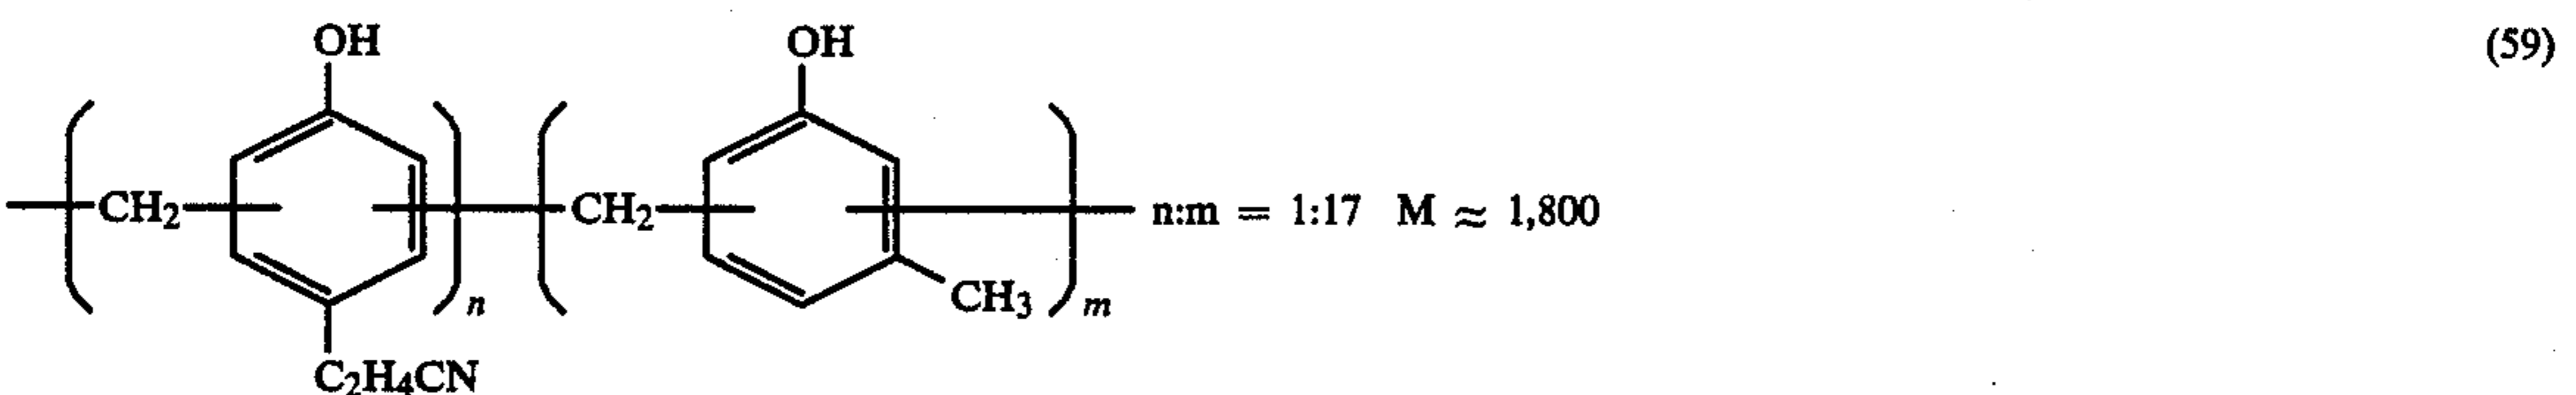 OH OH (59)
CH₂ CH₂ n:m = 1:17 M ≈ 1,800
CH₃
n m
C₂H₄CN